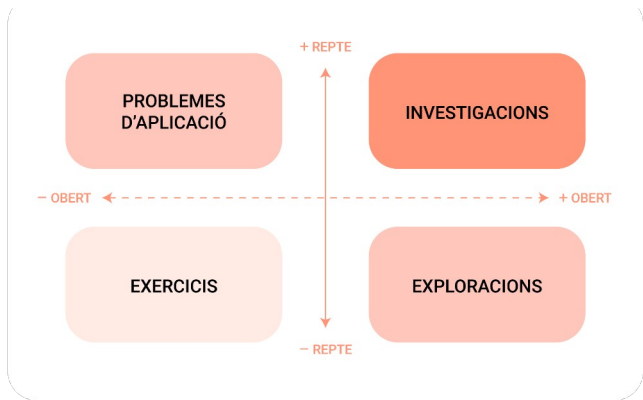 + REPTE
PROBLEMES
D'APLICACIÓ
INVESTIGACIONS
− OBERT
+ OBERT
EXERCICIS
EXPLORACIONS
− REPTE